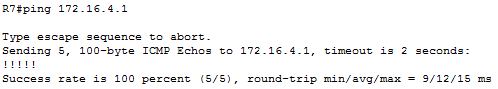 R7#ping 172.16.4.1
Type escape sequence to abort.
Sending 5, 100-byte ICMP Echos to 172.16.4.1, timeout is 2 seconds:
!!!!!
Success rate is 100 percent (5/5), round-trip min/avg/max = 9/12/15 ms